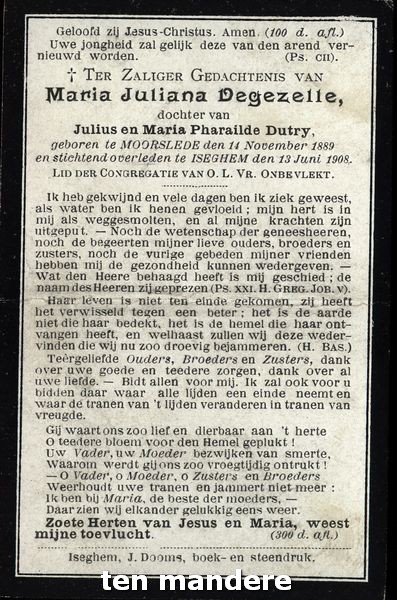 Geloofd zij Jesus-Christus. Amen. (100 d. afl.)
Uwe jongheid zal gelijk deze van den arend ver-
nieuwd worden. (Ps. CII).
† TER ZALIGER GEDACHTENIS VAN
Maria Juliana Degezelle,
dochter van
Julius en Maria Pharailde Dutry,
geboren te MOORSLEDE den 14 November 1889
en stichtend overleden te ISEGHEM den 13 Juni 1908.
LID DER CONGREGATIE VAN O. L. VR. ONBEVLEKT.
Ik heb gekwijnd en vele dagen ben ik ziek geweest,
als water ben ik henen gevloeid ; mijn hert is in
mij als weggesmolten, en al mijne krachten zijn
uitgeput. — Noch de wetenschap der geneesheeren,
noch de begeerten mijner lieve ouders, broeders en
zusters, noch de vurige gebeden mijner vrienden
hebben mij de gezondheid kunnen wedergeven. —
Wat den Heere behaagd heeft is mij geschied ; de
naam des Heeren zij geprezen (PS. XXI. H. GREG. JOB. V).
Haar leven is niet ten einde gekomen, zij heeft
het verwisseld tegen een beter ; het is de aarde
niet die haar bedekt, het is de hemel die haar ont-
vangen heeft, en welhaast zullen wij deze weder-
vinden die wij nu zoo droevig bejammeren. (H. BAS.)
Teêrgeliefde Ouders, Broeders en Zusters, dank
over uwe goede en teedere zorgen, dank over al
uwe liefde. — Bidt allen voor mij. Ik zal ook voor u
bidden daar waar alle lijden een einde neemt en
waar de tranen van 't lijden veranderen in tranen van
vreugde.
Gij waart ons zoo lief en dierbaar aan 't herte
O teedere bloem voor den Hemel geplukt !
Uw Vader, uw Moeder bezwijken van smerte,
Waarom werdt gij ons zoo vroegtijdig ontrukt !
— O Vader, o Moeder, o Zusters en Broeders
Weerhoudt uwe tranen en jammert niet meer :
Ik ben bij Maria, de beste der moeders, —
Daar zien wij elkander gelukkig eens weer.
Zoete Herten van Jesus en Maria, weest
mijne toevlucht. (300 d. afl.)
Iseghem, J. Dooms, boek- en steendruk.
ten mandere